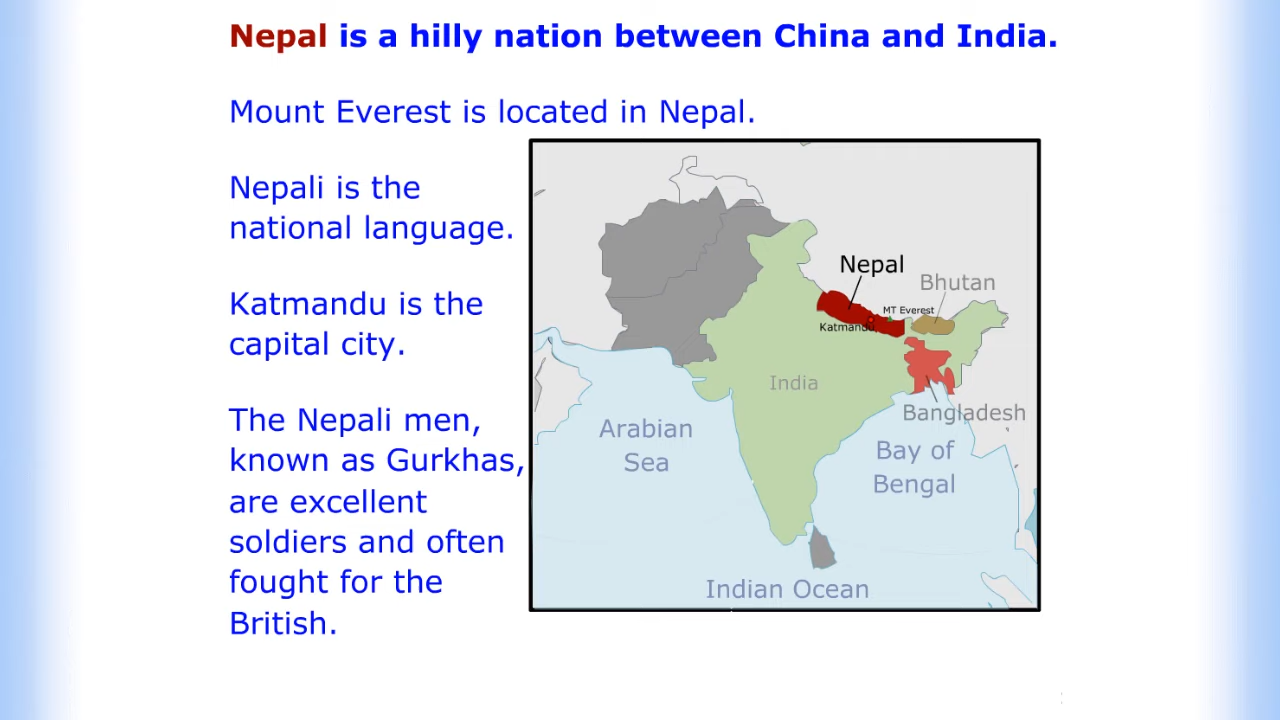 Nepal is a hilly nation between China and India.
Mount Everest is located in Nepal.
Nepali is the
national language.
Katmandu is the
capital city.
The Nepali men,
known as Gurkhas,
are excellent
soldiers and often
fought for the
British.
Nepal
Bhutan
MT Everest
Katmandu
India
Bangladesh
Arabian
Sea
Bay of
Bengal
Indian Ocean